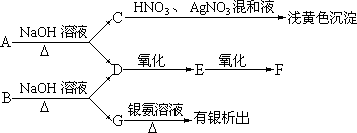 C HNO₃、AgNO₃混和液 浅黄色沉淀
A NaOH 溶液 Δ
D 氧化 E 氧化 F
B NaOH 溶液 Δ
G 银氨溶液 Δ 有银析出